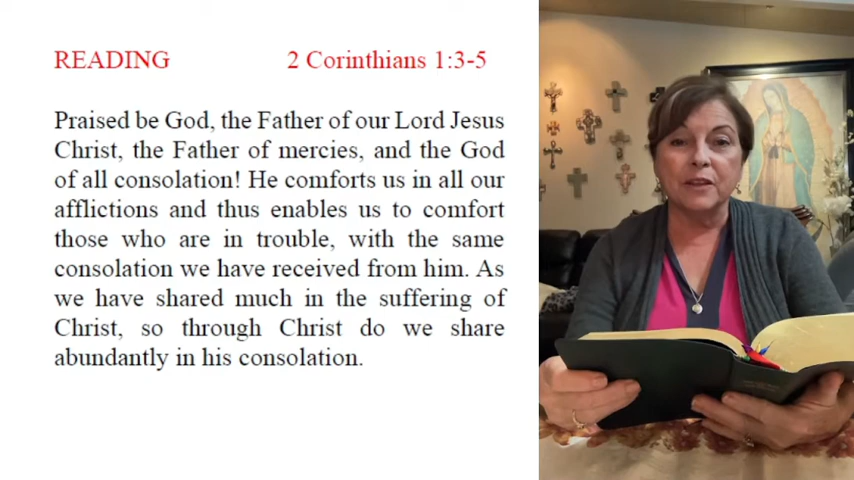 READING 2 Corinthians 1:3-5
Praised be God, the Father of our Lord Jesus
Christ, the Father of mercies, and the God
of all consolation! He comforts us in all our
afflictions and thus enables us to comfort
those who are in trouble, with the same
consolation we have received from him. As
we have shared much in the suffering of
Christ, so through Christ do we share
abundantly in his consolation.